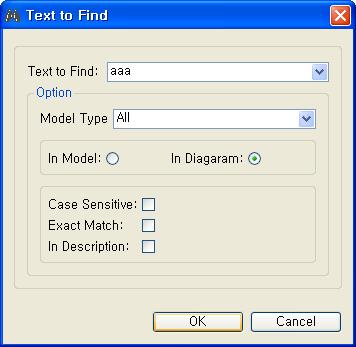 Text to Find
Text to Find: aaa
Option
Model Type All
In Model: In Diagaram:
Case Sensitive:
Exact Match:
In Description:
OK Cancel